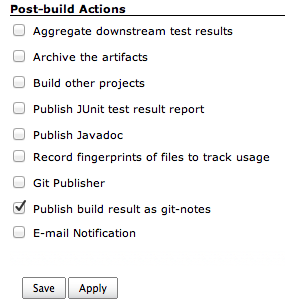 Post-build Actions
Aggregate downstream test results
Archive the artifacts
Build other projects
Publish JUnit test result report
Publish Javadoc
Record fingerprints of files to track usage
Git Publisher
Publish build result as git-notes
E-mail Notification
Save Apply